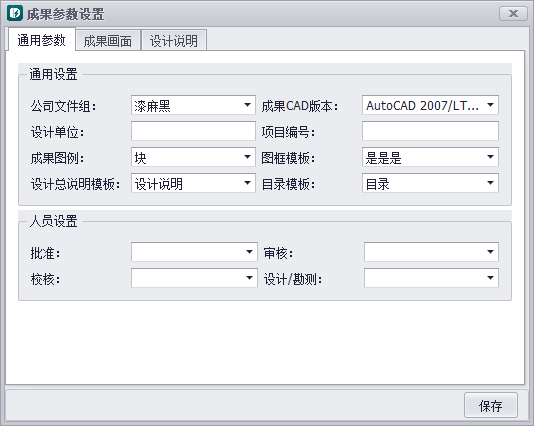 成果参数设置
通用参数 成果画面 设计说明
通用设置
公司文件组： 漆麻黑 成果CAD版本： AutoCAD 2007/LT...
设计单位： 项目编号：
成果图例： 块 图框模板： 是是是
设计总说明模板： 设计说明 目录模板： 目录
人员设置
批准： 审核：
校核： 设计/勘测：
保存